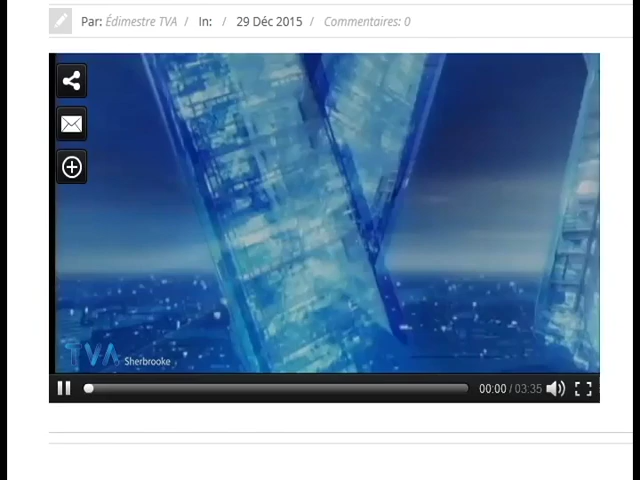 Par: Édimestre TVA / In: / 29 Déc 2015 / Commentaires: 0
TVA Sherbrooke
00:00 / 03:35